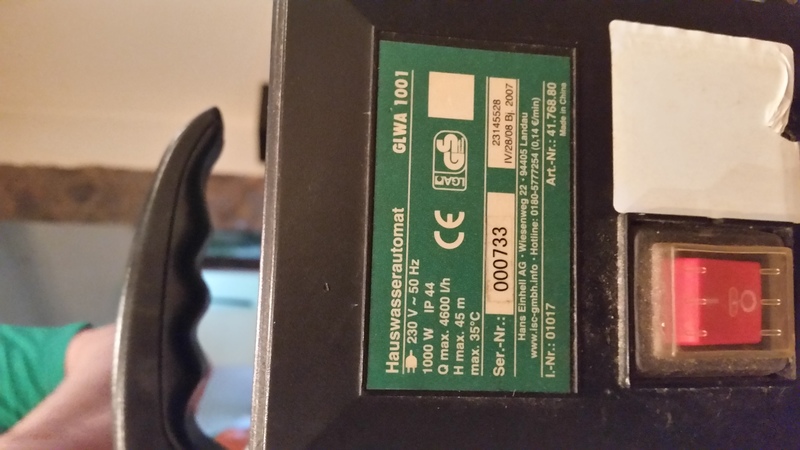 Hauswasserautomat GLWA 1001
230 V ~ 50 Hz
1000 W IP 44
Q max. 4600 l/h
H max. 45 m
max. 35°C
CE
GS
Ser.-Nr.: 000733
23145528
IV/28/08 Bj. 2007
Hans Einhell AG · Wiesenweg 22 · 94405 Landau
www.isc-gmbh.info · Hotline: 0180-5777254 (0,14 €/min)
I.-Nr.: 01017 Art.-Nr.: 41.768.80
Made in China